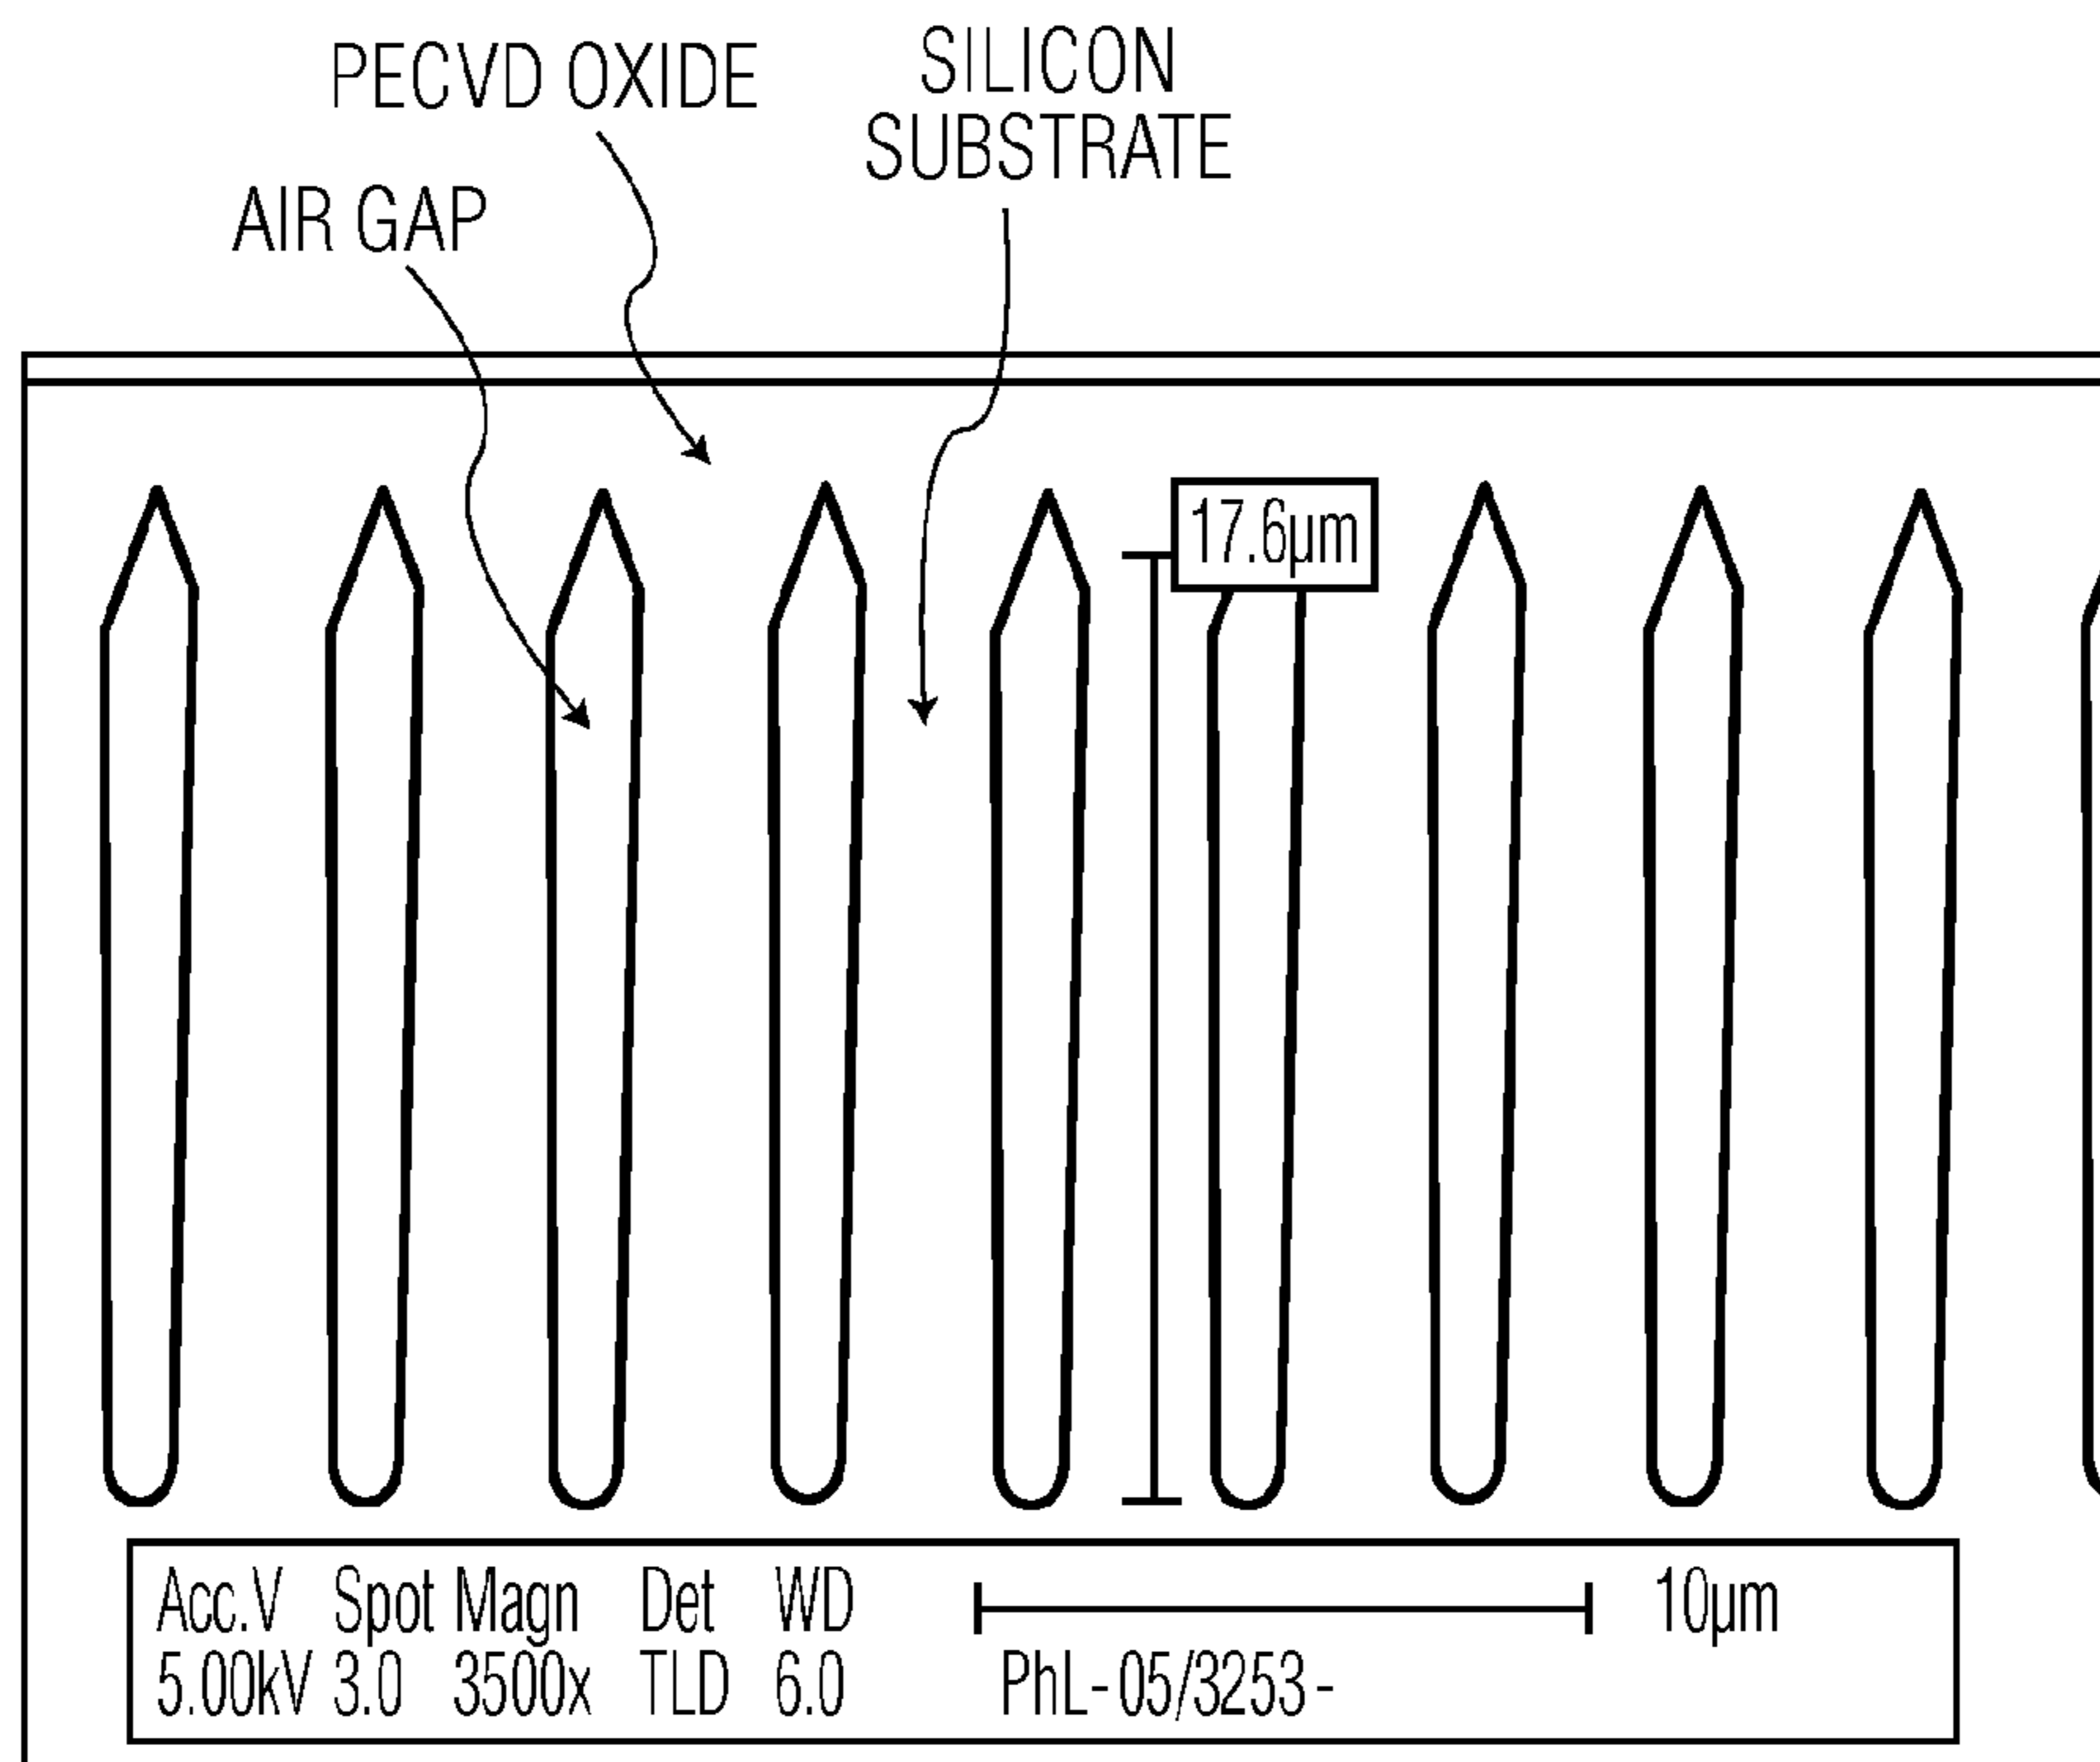 PECVD OXIDE
SILICON
SUBSTRATE
AIR GAP
17.6µm
Acc.V Spot Magn Det WD 10µm
5.00kV 3.0 3500x TLD 6.0 PhL-05/3253-